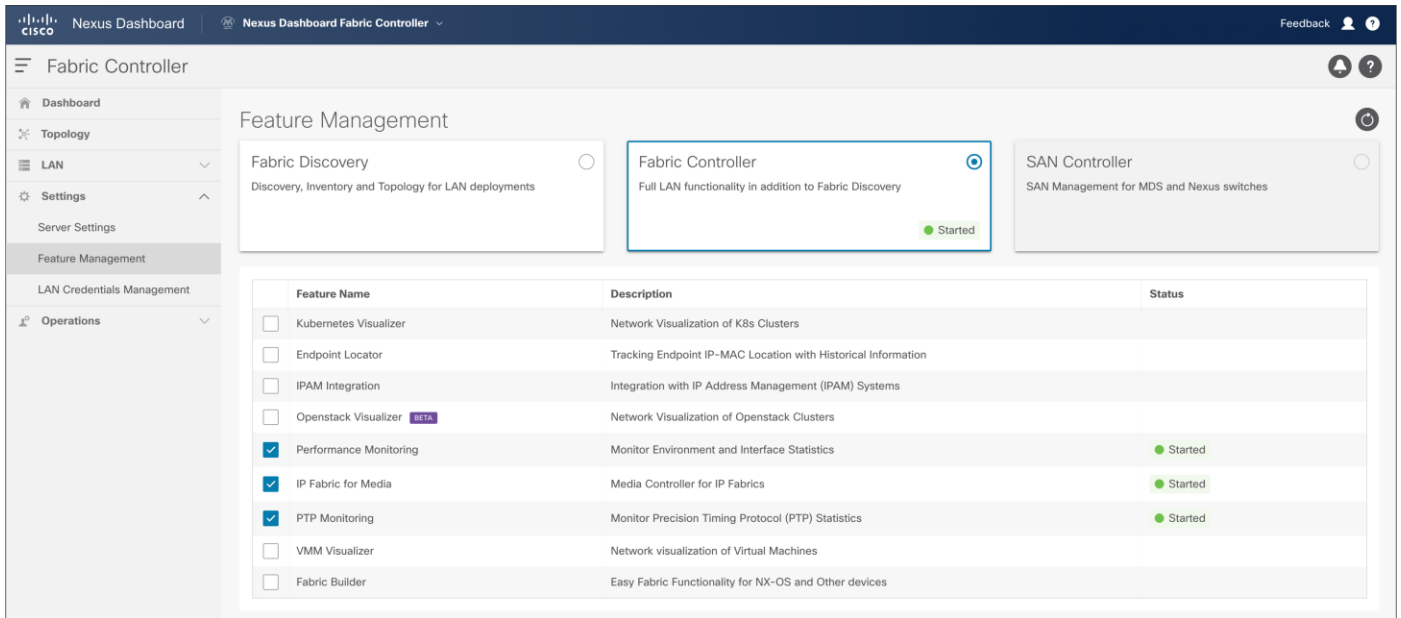 cisco Nexus Dashboard Nexus Dashboard Fabric Controller Feedback ?
Fabric Controller ?
Dashboard
Topology
LAN
Settings
Server Settings
Feature Management
LAN Credentials Management
Operations
Feature Management
Fabric Discovery
Discovery, Inventory and Topology for LAN deployments
Fabric Controller
Full LAN functionality in addition to Fabric Discovery
Started
SAN Controller
SAN Management for MDS and Nexus switches
Feature Name Description Status
Kubernetes Visualizer Network Visualization of K8s Clusters
Endpoint Locator Tracking Endpoint IP-MAC Location with Historical Information
IPAM Integration Integration with IP Address Management (IPAM) Systems
Openstack Visualizer BETA Network Visualization of Openstack Clusters
Performance Monitoring Monitor Environment and Interface Statistics Started
IP Fabric for Media Media Controller for IP Fabrics Started
PTP Monitoring Monitor Precision Timing Protocol (PTP) Statistics Started
VMM Visualizer Network visualization of Virtual Machines
Fabric Builder Easy Fabric Functionality for NX-OS and Other devices